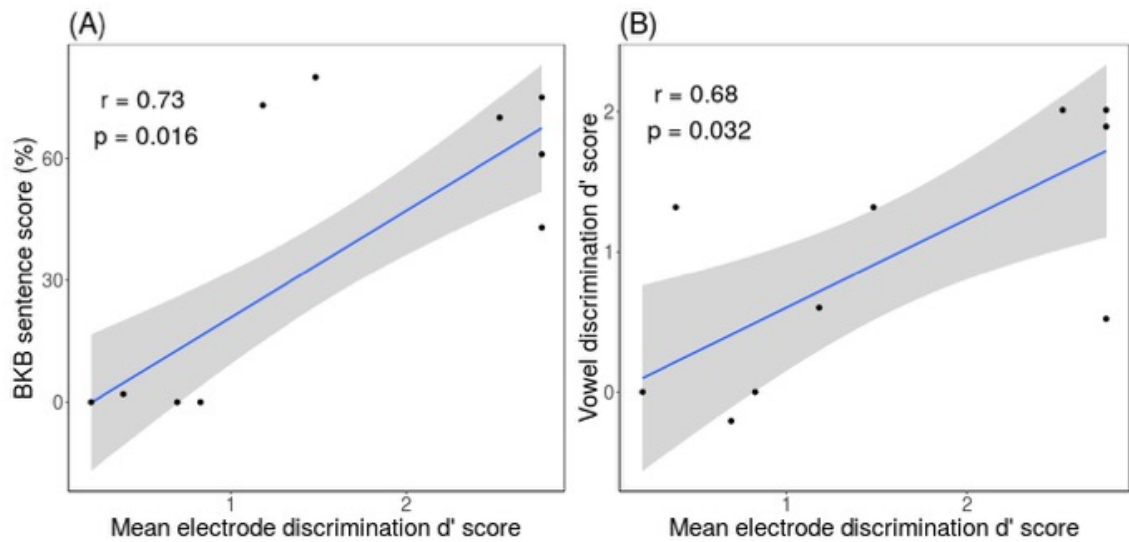 (A)
r = 0.73
p = 0.016
BKB sentence score (%)
60
30
0
1
2
Mean electrode discrimination d' score
(B)
r = 0.68
p = 0.032
Vowel discrimination d' score
2
1
0
1
2
Mean electrode discrimination d' score